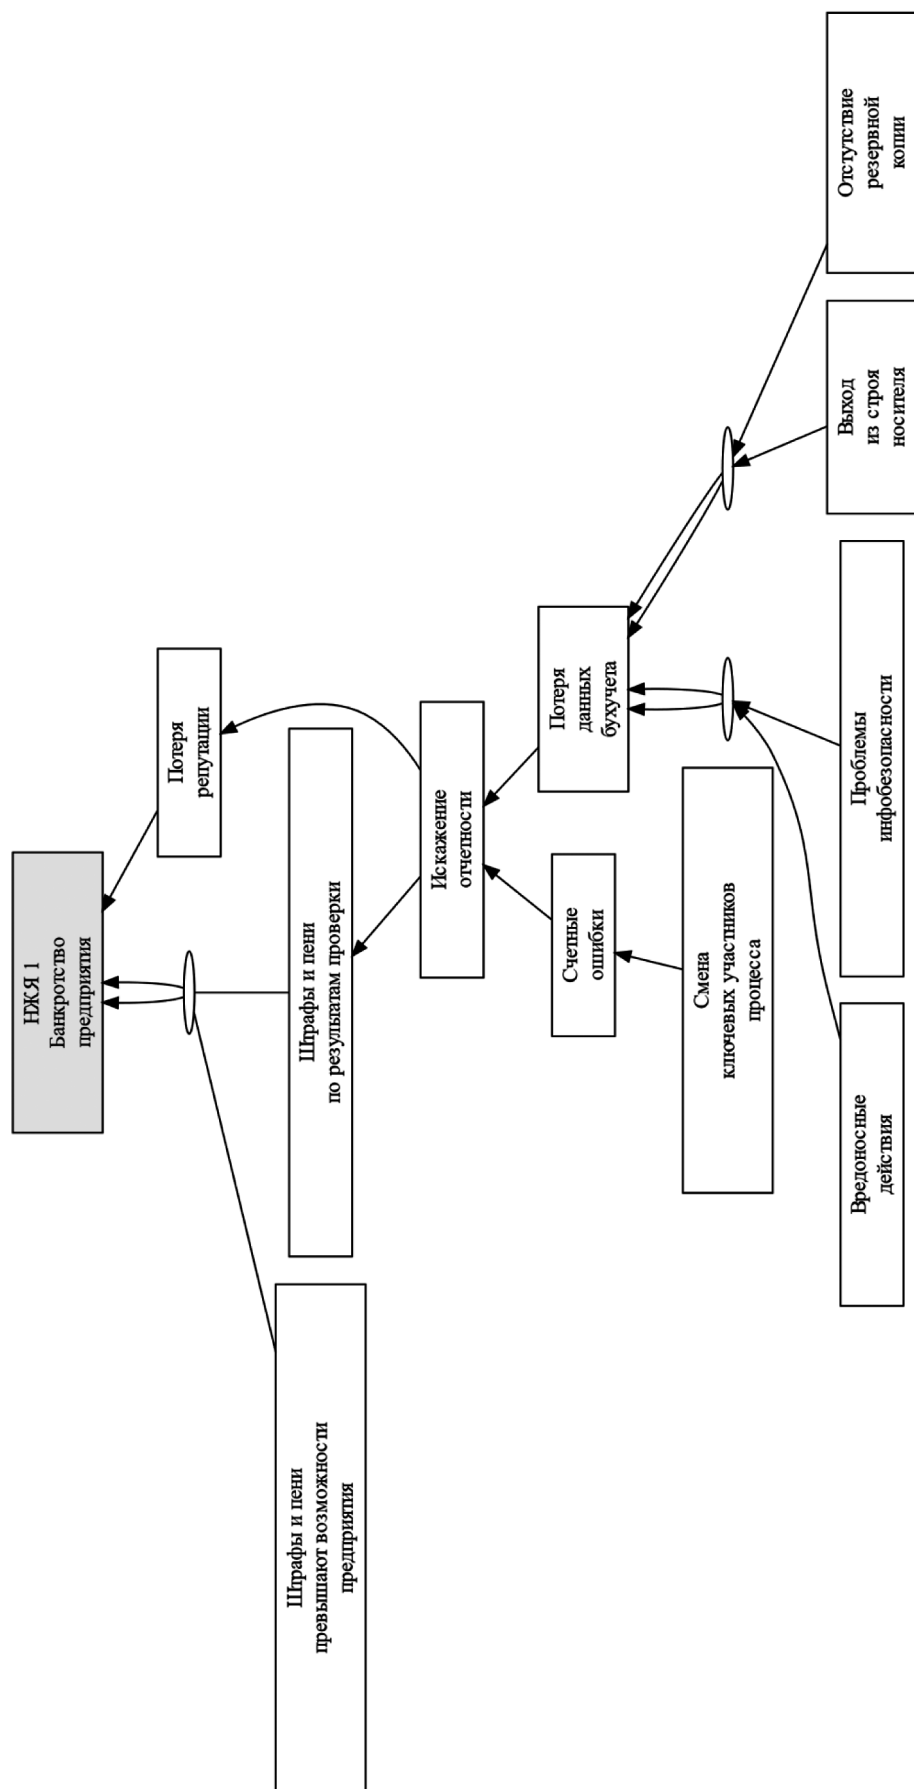 НЖЯ 1
Банкротство
предприятия
Потеря
репутации
Штрафы и пени
превышают возможности
предприятия
Штрафы и пени
по результатам проверки
Искажение
отчетности
Счетные
ошибки
Потеря
данных
бухучета
Смена
ключевых участников
процесса
Вредоносные
действия
Проблемы
инфобезопасности
Выход
из строя
носителя
Отстутствие
резервной
копии